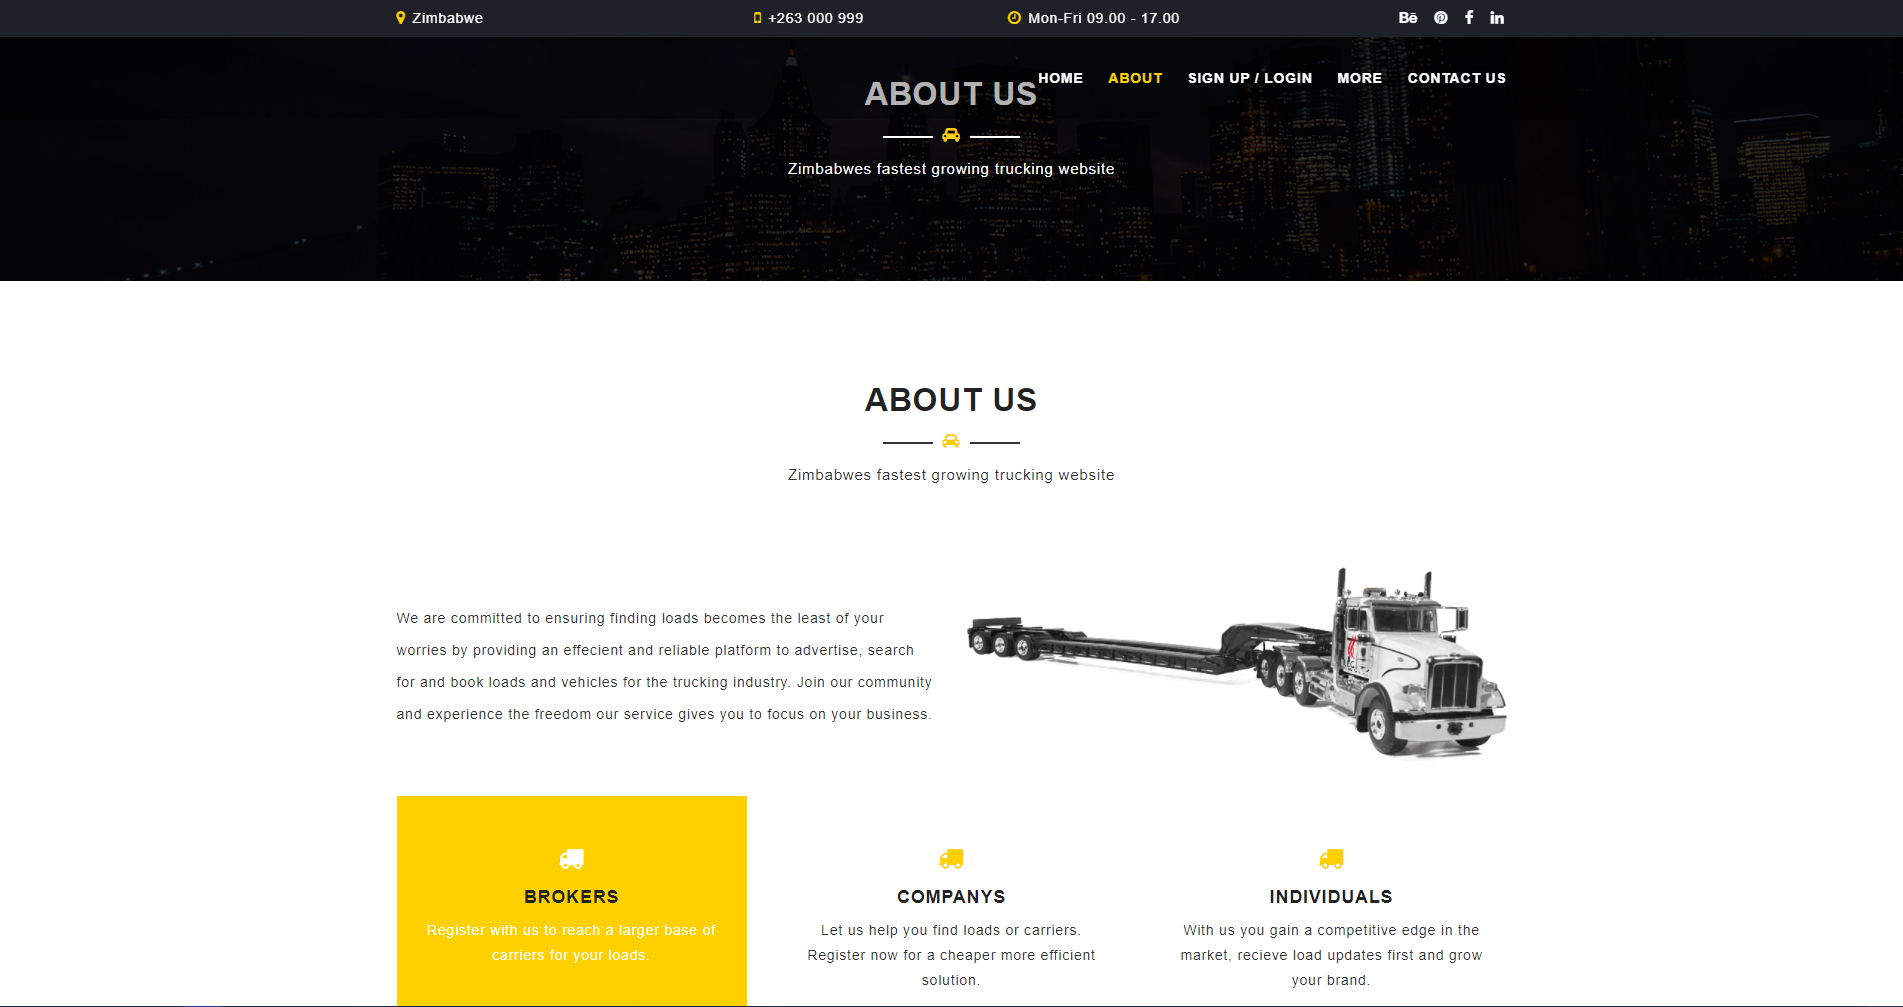 Zimbabwe
+263 000 999
Mon-Fri 09.00 - 17.00
Bē
HOME
ABOUT
SIGN UP / LOGIN
MORE
CONTACT US
ABOUT US
Zimbabwes fastest growing trucking website
ABOUT US
Zimbabwes fastest growing trucking website
We are committed to ensuring finding loads becomes the least of your
worries by providing an effecient and reliable platform to advertise, search
for and book loads and vehicles for the trucking industry. Join our community
and experience the freedom our service gives you to focus on your business.
BROKERS
Register with us to reach a larger base of
carriers for your loads.
COMPANYS
Let us help you find loads or carriers.
Register now for a cheaper more efficient
solution.
INDIVIDUALS
With us you gain a competitive edge in the
market, recieve load updates first and grow
your brand.